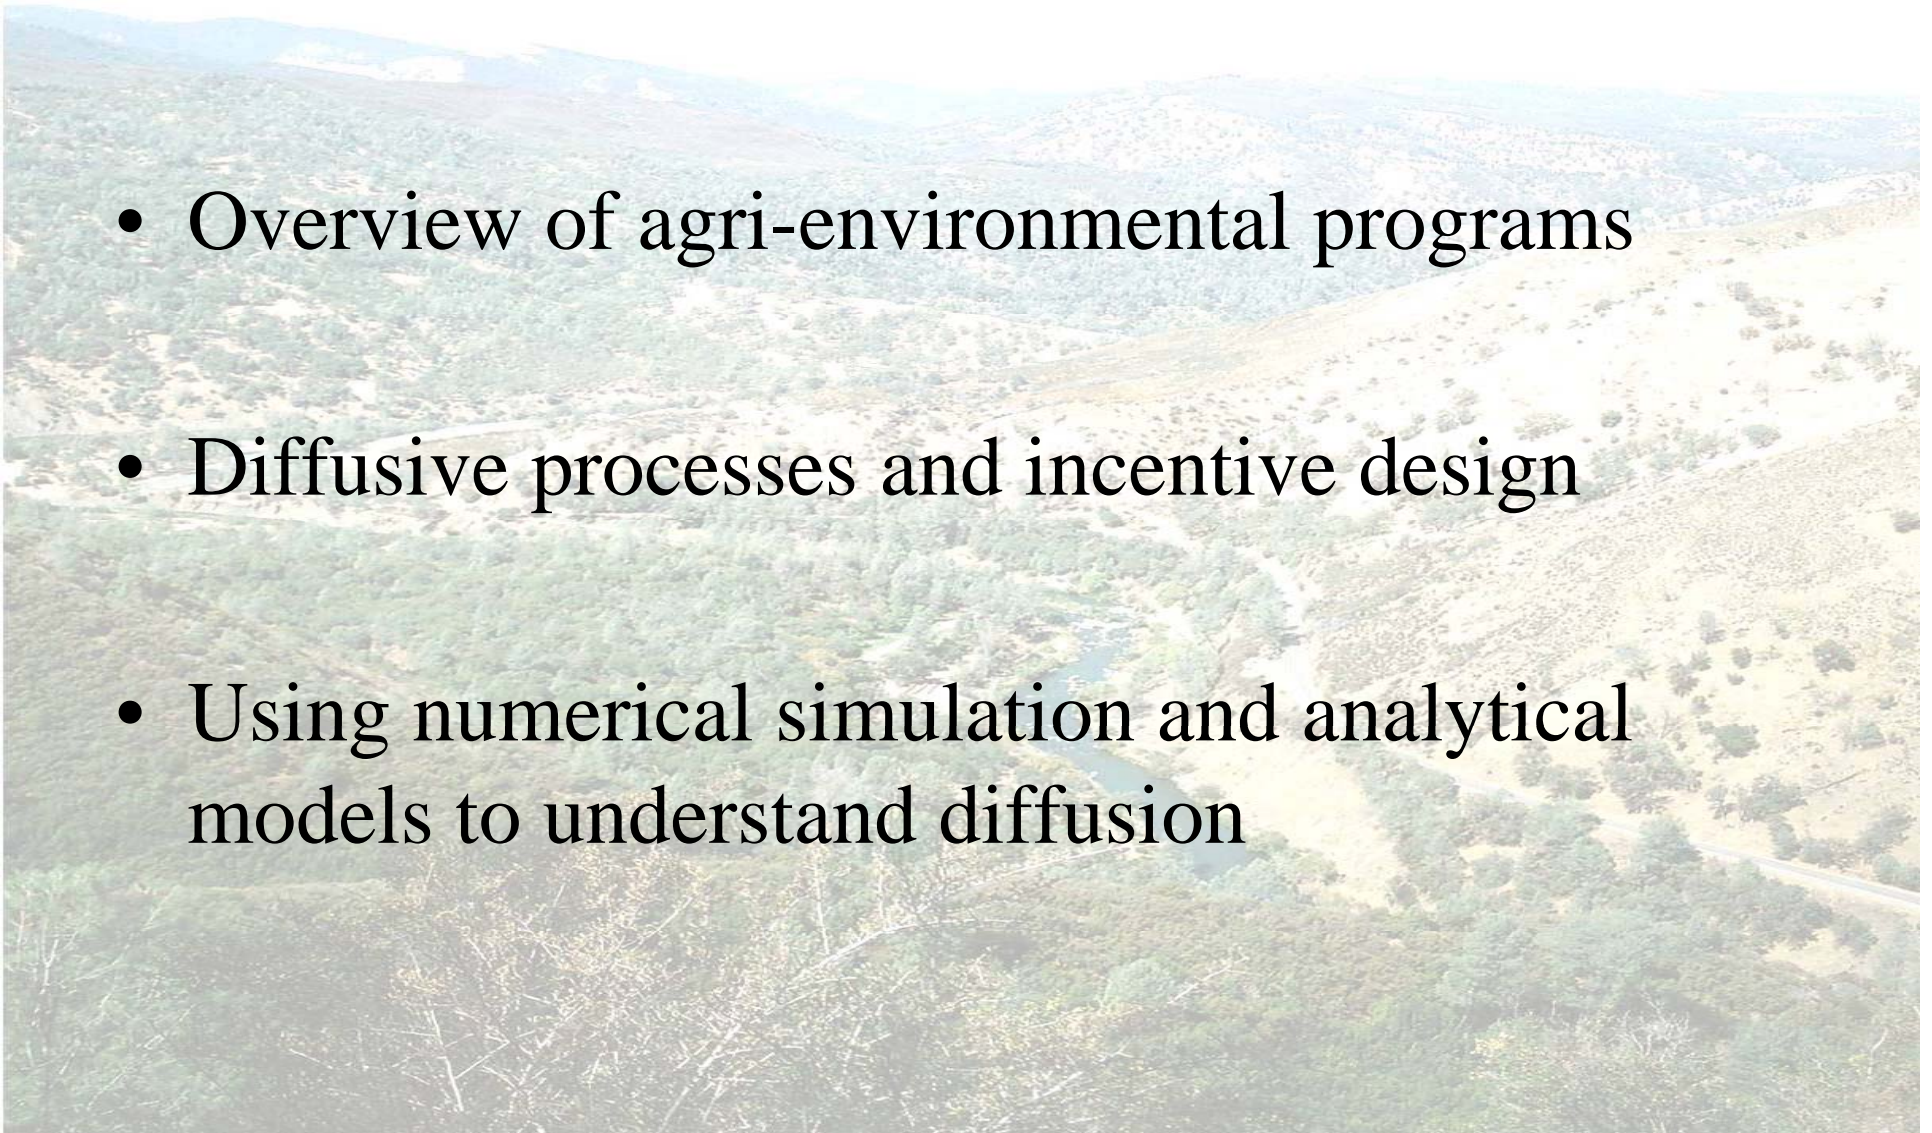 • Overview of agri-environmental programs
• Diffusive processes and incentive design
• Using numerical simulation and analytical
models to understand diffusion